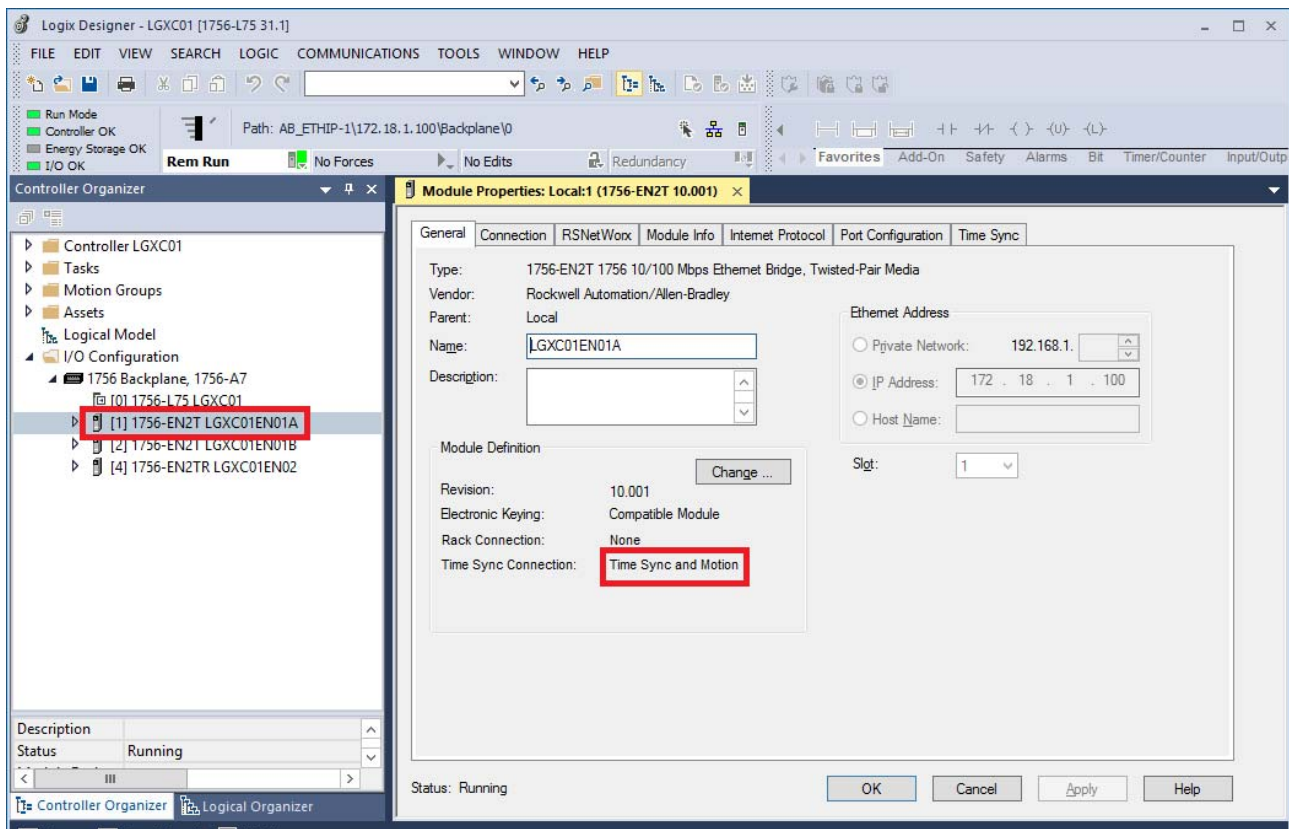 Logix Designer - LGXC01 [1756-L75 31.1]
FILE EDIT VIEW SEARCH LOGIC COMMUNICATIONS TOOLS WINDOW HELP
Run Mode
Controller OK
Energy Storage OK
I/O OK
Path: AB_ETHIP-1\172.18.1.100\Backplane\0
Rem Run No Forces No Edits Redundancy
Favorites Add-On Safety Alarms Bit Timer/Counter Input/Outp
Controller Organizer
Controller LGXC01
Tasks
Motion Groups
Assets
Logical Model
I/O Configuration
1756 Backplane, 1756-A7
[0] 1756-L75 LGXC01
[1] 1756-EN2T LGXC01EN01A
[2] 1756-EN2T LGXC01EN01B
[4] 1756-EN2TR LGXC01EN02
Description
Status Running
Controller Organizer Logical Organizer
Module Properties: Local:1 (1756-EN2T 10.001)
General Connection RSNetWorx Module Info Internet Protocol Port Configuration Time Sync
Type: 1756-EN2T 1756 10/100 Mbps Ethernet Bridge, Twisted-Pair Media
Vendor: Rockwell Automation/Allen-Bradley
Parent: Local
Name: LGXC01EN01A
Description:
Ethernet Address
Private Network: 192.168.1.
IP Address: 172 . 18 . 1 . 100
Host Name:
Slot: 1
Module Definition
Change ...
Revision: 10.001
Electronic Keying: Compatible Module
Rack Connection: None
Time Sync Connection: Time Sync and Motion
Status: Running
OK Cancel Apply Help